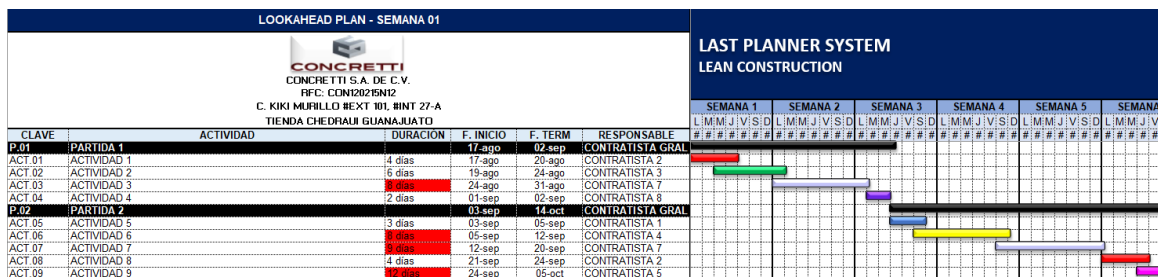 LOOKAHEAD PLAN - SEMANA 01
CONCRETTI
CONCRETTI S.A. DE C.V.
RFC: CON120215N12
C. KIKI MURILLO #EXT 101, #INT 27-A
TIENDA CHEDRAUI GUANAJUATO
LAST PLANNER SYSTEM
LEAN CONSTRUCTION
SEMANA 1 SEMANA 2 SEMANA 3 SEMANA 4 SEMANA 5 SEMANA
L M M J V S D L M M J V S D L M M J V S D L M M J V S D L M M J V S D L M M J V
CLAVE ACTIVIDAD DURACIÓN F. INICIO F. TERM RESPONSABLE # # # # # # # # # # # # # # # # # # # # # # # # # # # # # # # # # # # # # # # #
P.01 PARTIDA 1 17-ago 02-sep CONTRATISTA GRAL
ACT.01 ACTIVIDAD 1 4 días 17-ago 20-ago CONTRATISTA 2
ACT.02 ACTIVIDAD 2 6 días 19-ago 24-ago CONTRATISTA 3
ACT.03 ACTIVIDAD 3 8 días 24-ago 31-ago CONTRATISTA 7
ACT.04 ACTIVIDAD 4 2 días 01-sep 02-sep CONTRATISTA 8
P.02 PARTIDA 2 03-sep 14-oct CONTRATISTA GRAL
ACT.05 ACTIVIDAD 5 3 días 03-sep 05-sep CONTRATISTA 1
ACT.06 ACTIVIDAD 6 8 días 05-sep 12-sep CONTRATISTA 4
ACT.07 ACTIVIDAD 7 9 días 12-sep 20-sep CONTRATISTA 7
ACT.08 ACTIVIDAD 8 4 días 21-sep 24-sep CONTRATISTA 2
ACT.09 ACTIVIDAD 9 12 días 24-sep 05-oct CONTRATISTA 5